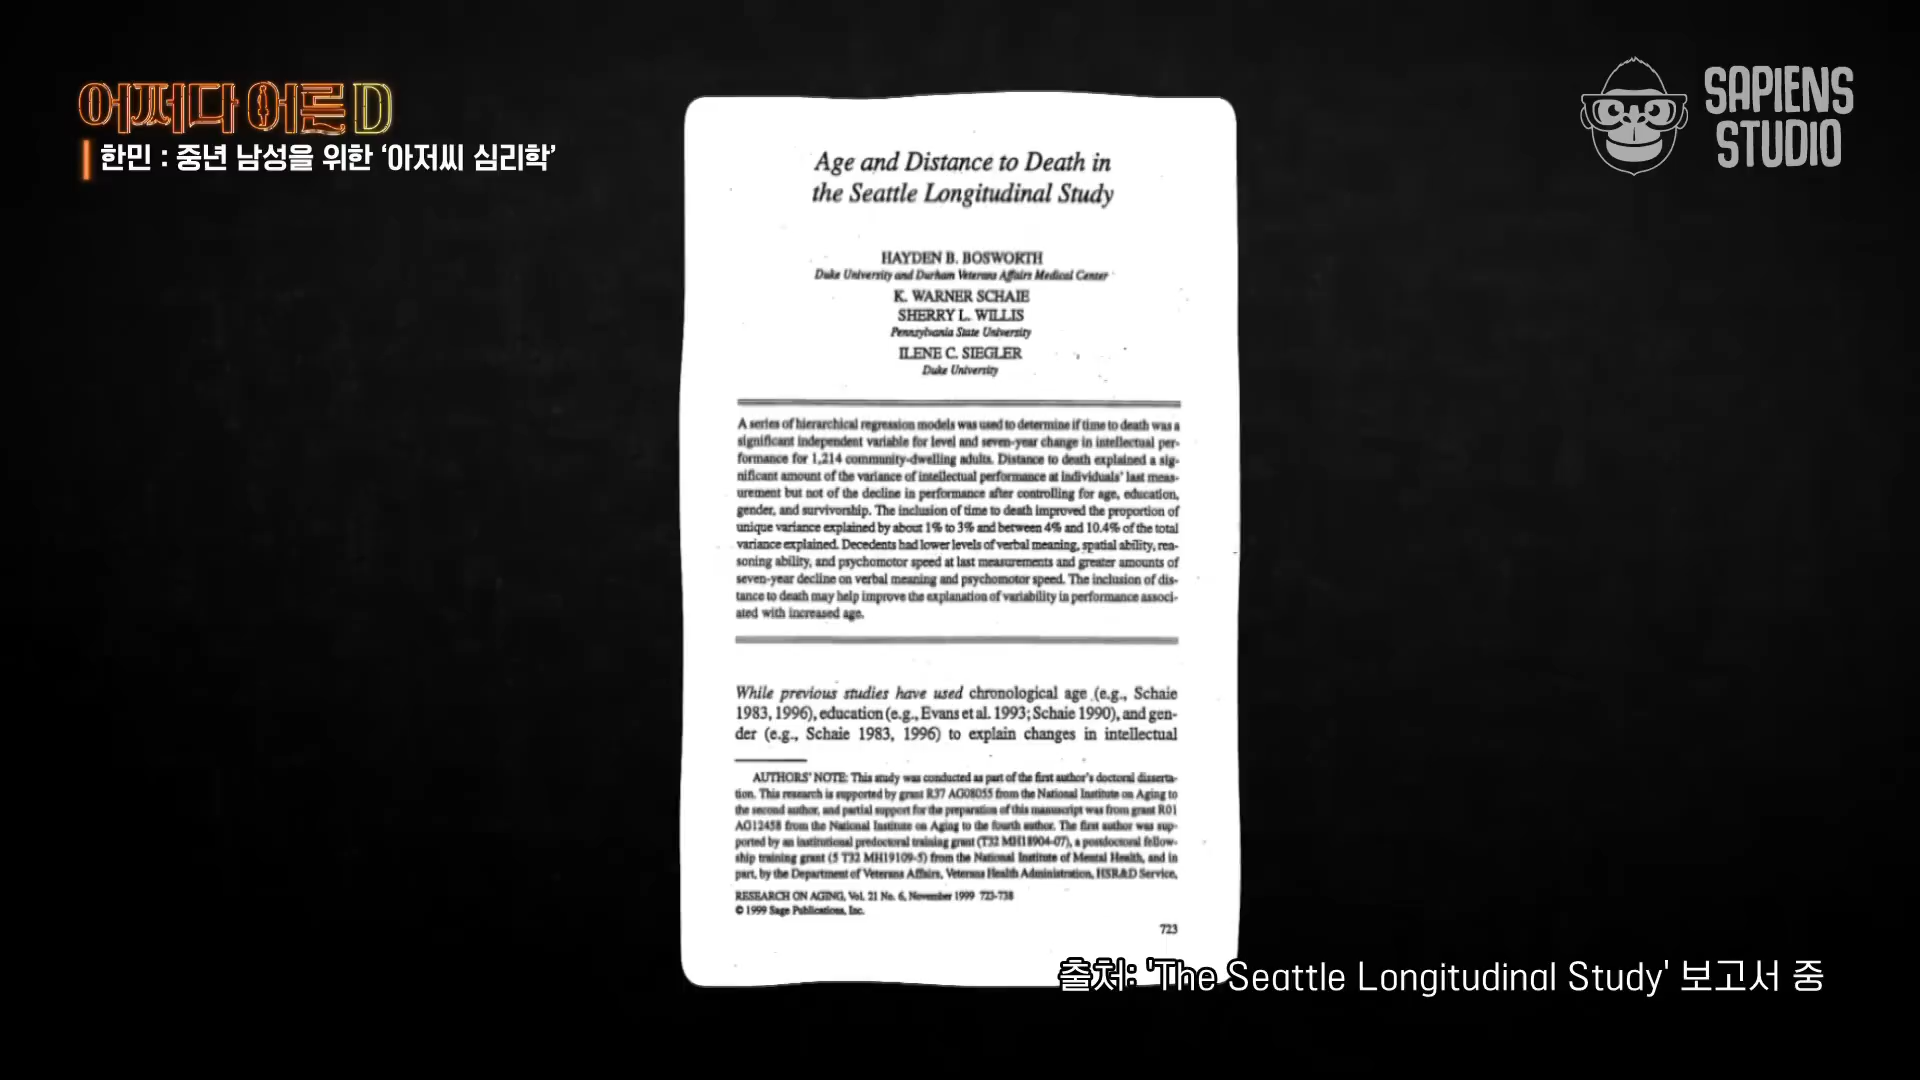 어쩌다 어른 D
한민 : 중년 남성을 위한 ‘아저씨 심리학’
SAPIENS
STUDIO
Age and Distance to Death in
the Seattle Longitudinal Study
HAYDEN B. BOSWORTH
Duke University and Durham Veterans Affairs Medical Center
K. WARNER SCHAIE
SHERRY L. WILLIS
Pennsylvania State University
ILENE C. SIEGLER
Duke University
A series of hierarchical regression models was used to determine if time to death was a
significant independent variable for level and seven-year change in intellectual per-
formance for 1,214 community-dwelling adults. Distance to death explained a sig-
nificant amount of the variance of intellectual performance at individuals' last meas-
urement but not of the decline in performance after controlling for age, education,
gender, and survivorship. The inclusion of time to death improved the proportion of
unique variance explained by about 1% to 3% and between 4% and 10.4% of the total
variance explained. Decedents had lower levels of verbal meaning, spatial ability, rea-
soning ability, and psychomotor speed at last measurements and greater amounts of
seven-year decline on verbal meaning and psychomotor speed. The inclusion of dis-
tance to death may help improve the explanation of variability in performance associ-
ated with increased age.
While previous studies have used chronological age (e.g., Schaie
1983, 1996), education (e.g., Evans et al. 1993; Schaie 1990), and gen-
der (e.g., Schaie 1983, 1996) to explain changes in intellectual
AUTHORS' NOTE: This study was conducted as part of the first author's doctoral disserta-
tion. This research is supported by grant R37 AG08055 from the National Institute on Aging to
the second author, and partial support for the preparation of this manuscript was from grant R01
AG12458 from the National Institute on Aging to the fourth author. The first author was sup-
ported by an institutional predoctoral training grant (T32 MH18904-07), a postdoctoral fellow-
ship training grant (5 T32 MH19109-5) from the National Institute of Mental Health, and in
part, by the Department of Veterans Affairs, Veterans Health Administration, HSR&D Service,
RESEARCH ON AGING, Vol. 21 No. 6, November 1999 723-738
© 1999 Sage Publications, Inc.
723
출처: 'The Seattle Longitudinal Study' 보고서 중